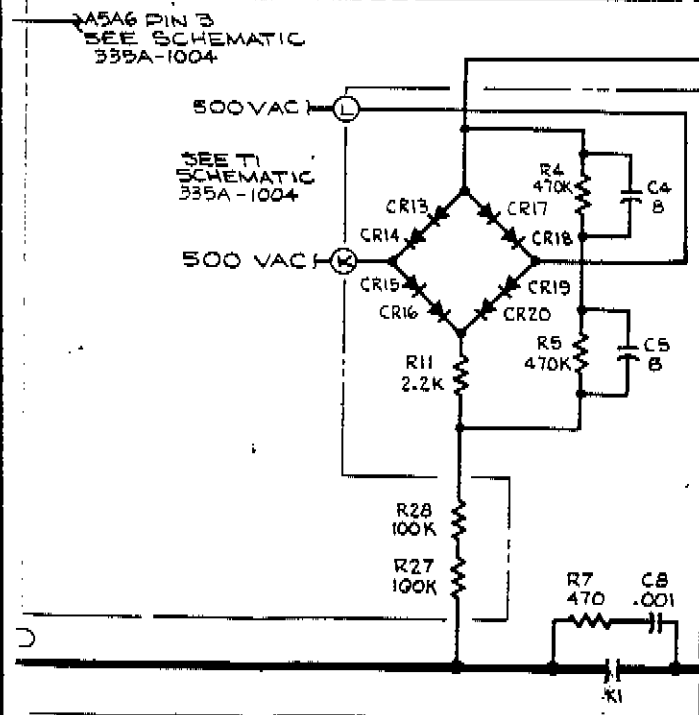 A5A6 PIN 3
SEE SCHEMATIC
335A-1004
500 VAC
L
SEE T1
SCHEMATIC
335A-1004
500 VAC
K
CR13
CR17
CR14
CR18
CR15
CR19
CR16
CR20
R4
470K
C4
8
R5
470K
C5
8
R11
2.2K
R28
100K
R27
100K
R7
470
C8
.001
K1